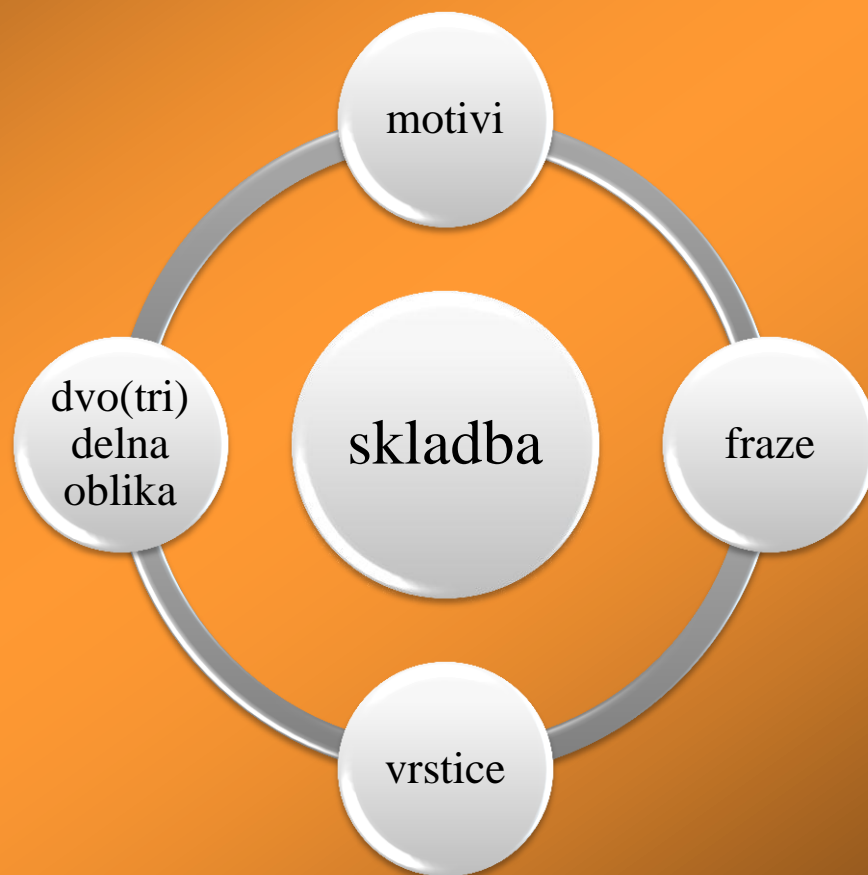 motivi
dvo(tri)
delna
oblika
skladba
fraze
vrstice